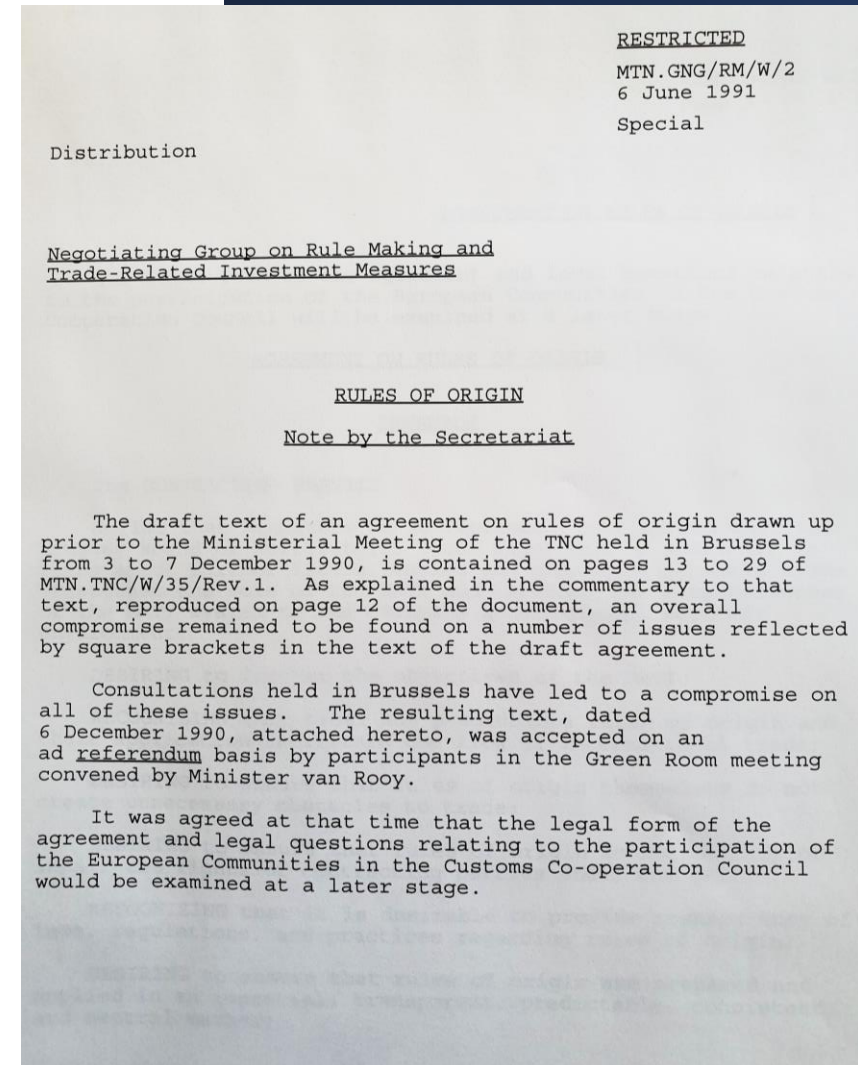 RESTRICTED
MTN.GNG/RM/W/2
6 June 1991
Special
Distribution
Negotiating Group on Rule Making and
Trade-Related Investment Measures
RULES OF ORIGIN
Note by the Secretariat
The draft text of an agreement on rules of origin drawn up
prior to the Ministerial Meeting of the TNC held in Brussels
from 3 to 7 December 1990, is contained on pages 13 to 29 of
MTN.TNC/W/35/Rev.1. As explained in the commentary to that
text, reproduced on page 12 of the document, an overall
compromise remained to be found on a number of issues reflected
by square brackets in the text of the draft agreement.
Consultations held in Brussels have led to a compromise on
all of these issues. The resulting text, dated
6 December 1990, attached hereto, was accepted on an
ad referendum basis by participants in the Green Room meeting
convened by Minister van Rooy.
It was agreed at that time that the legal form of the
agreement and legal questions relating to the participation of
the European Communities in the Customs Co-operation Council
would be examined at a later stage.